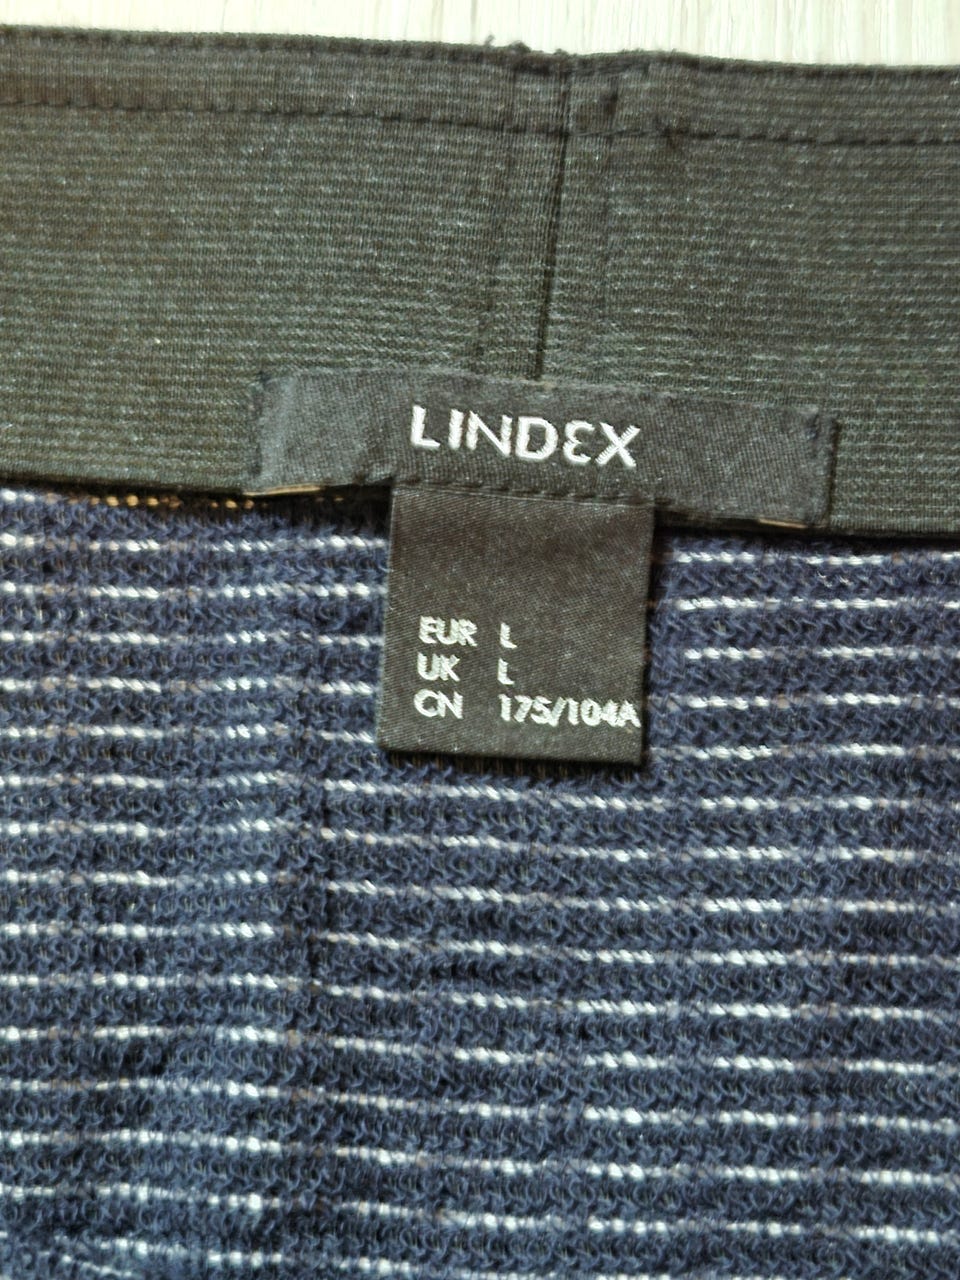 LINDEX
EUR L
UK L
CN 175/104A